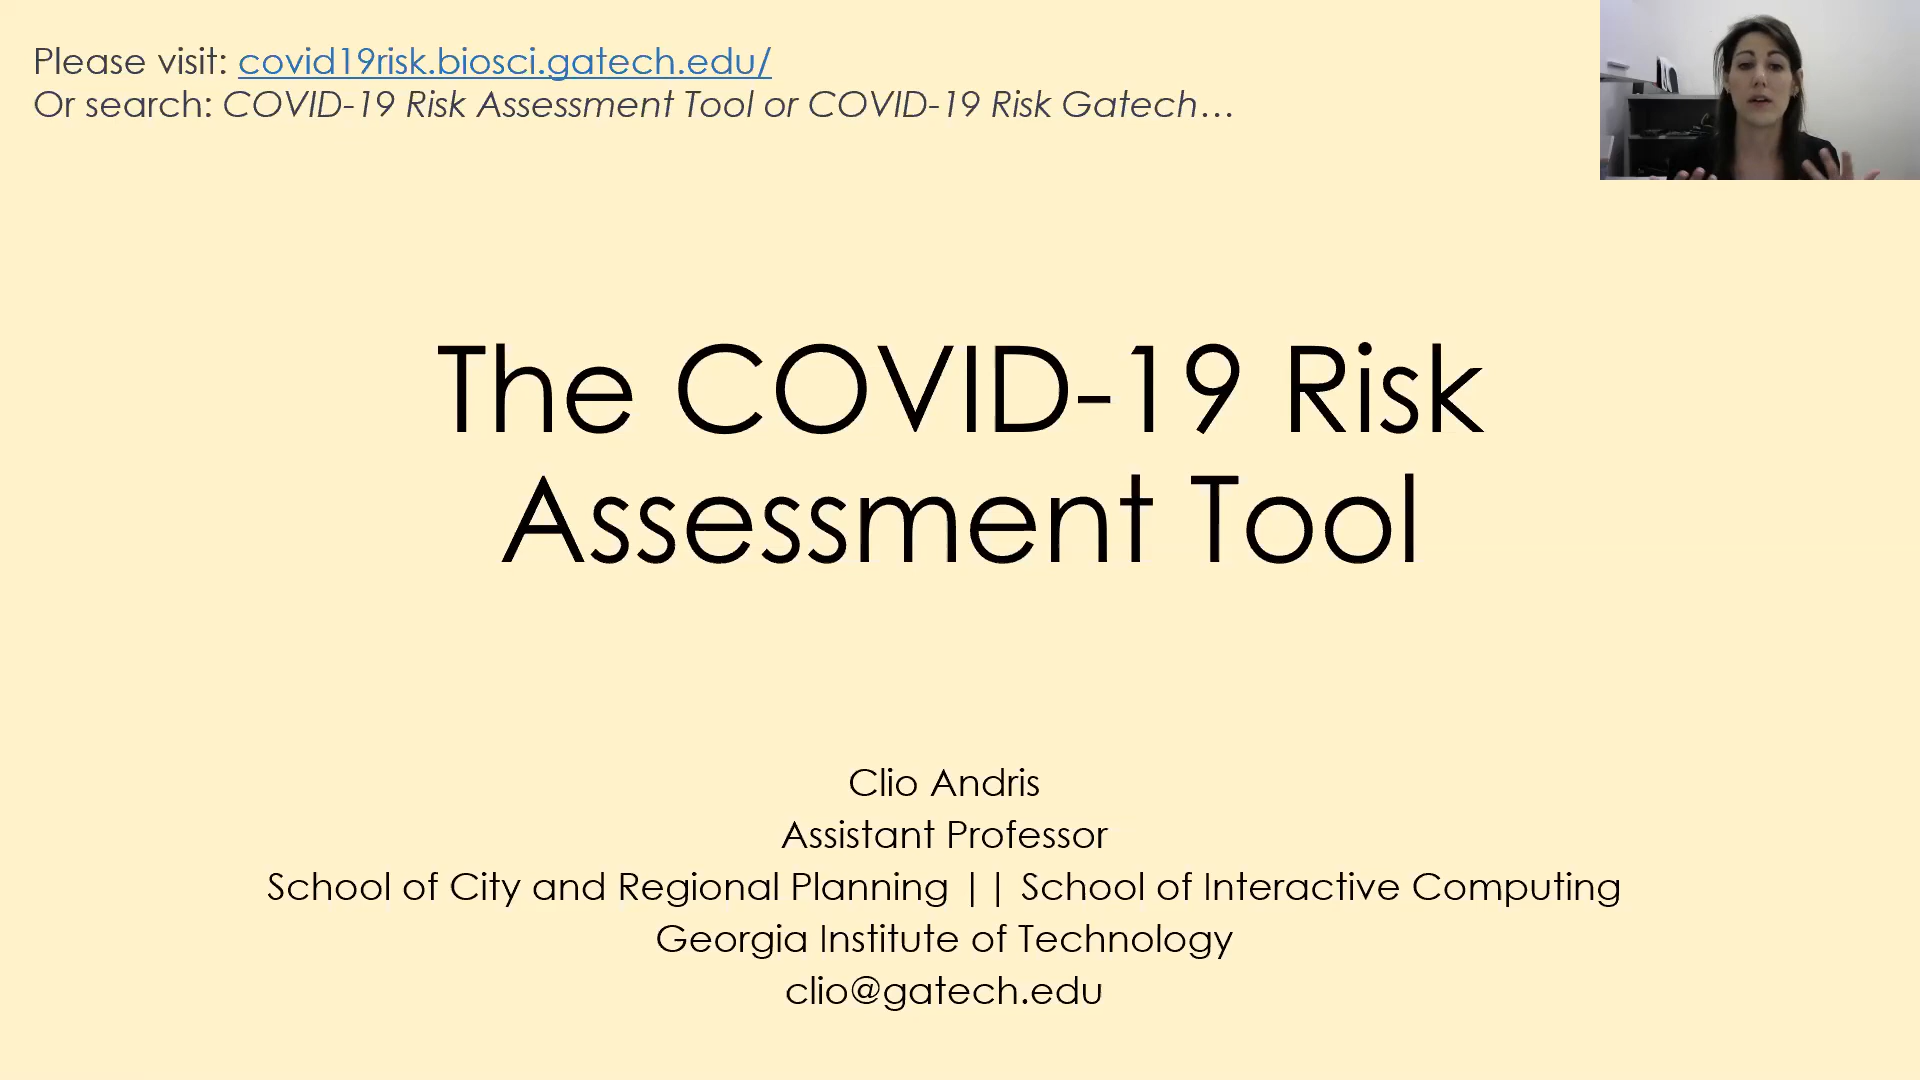 Please visit: covid19risk.biosci.gatech.edu/
Or search: COVID-19 Risk Assessment Tool or COVID-19 Risk Gatech…
The COVID-19 Risk
Assessment Tool
Clio Andris
Assistant Professor
School of City and Regional Planning || School of Interactive Computing
Georgia Institute of Technology
clio@gatech.edu